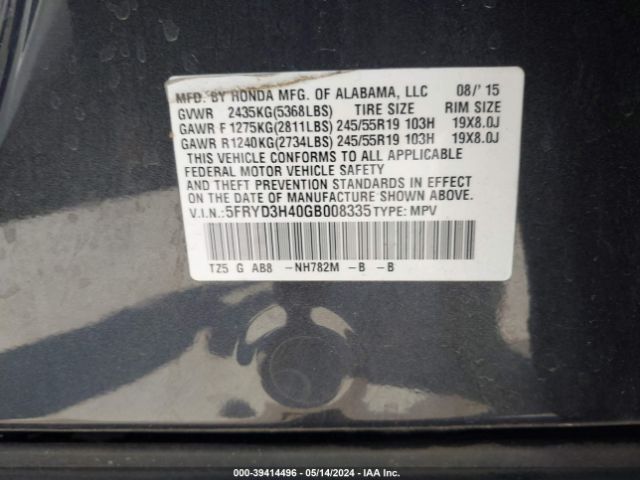 MFD. BY HONDA MFG. OF ALABAMA, LLC 08/' 15
GVWR 2435KG(5368LBS) TIRE SIZE RIM SIZE
GAWR F 1275KG(2811LBS) 245/55R19 103H 19X8.0J
GAWR R1240KG(2734LBS) 245/55R19 103H 19X8.0J
THIS VEHICLE CONFORMS TO ALL APPLICABLE
FEDERAL MOTOR VEHICLE SAFETY
AND THEFT PREVENTION STANDARDS IN EFFECT
ON THE DATE OF MANUFACTURE SHOWN ABOVE.
V.I.N.:5FRYD3H40GB008335 TYPE: MPV
TZ5 G AB8 -NH782M -B -B
(USA) - 39414496 - 05/14/2024 - IAA Inc.